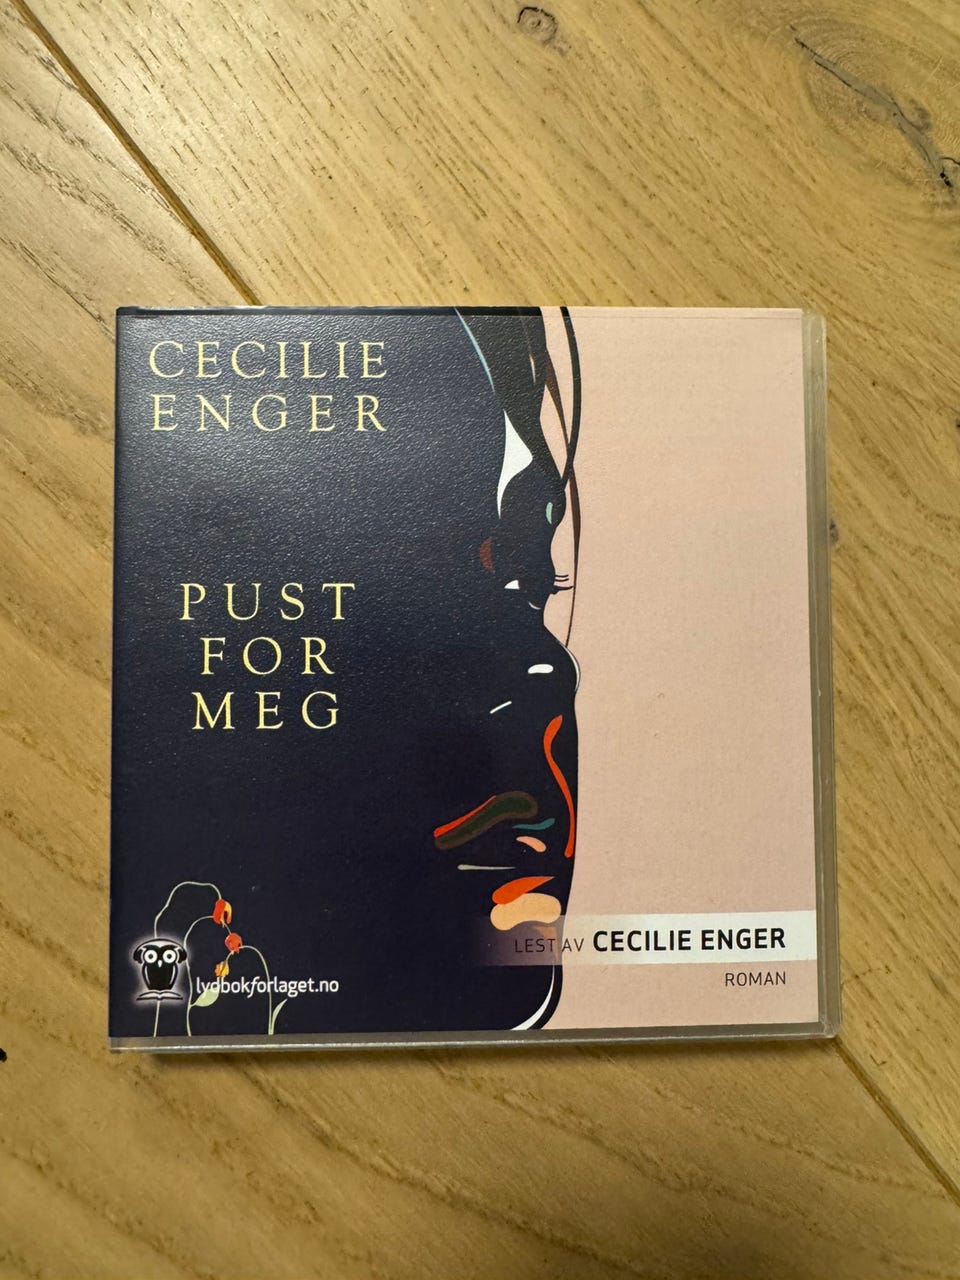 CECILIE
ENGER
PUST
FOR
MEG
LEST AV CECILIE ENGER
ROMAN
lydbokforlaget.no